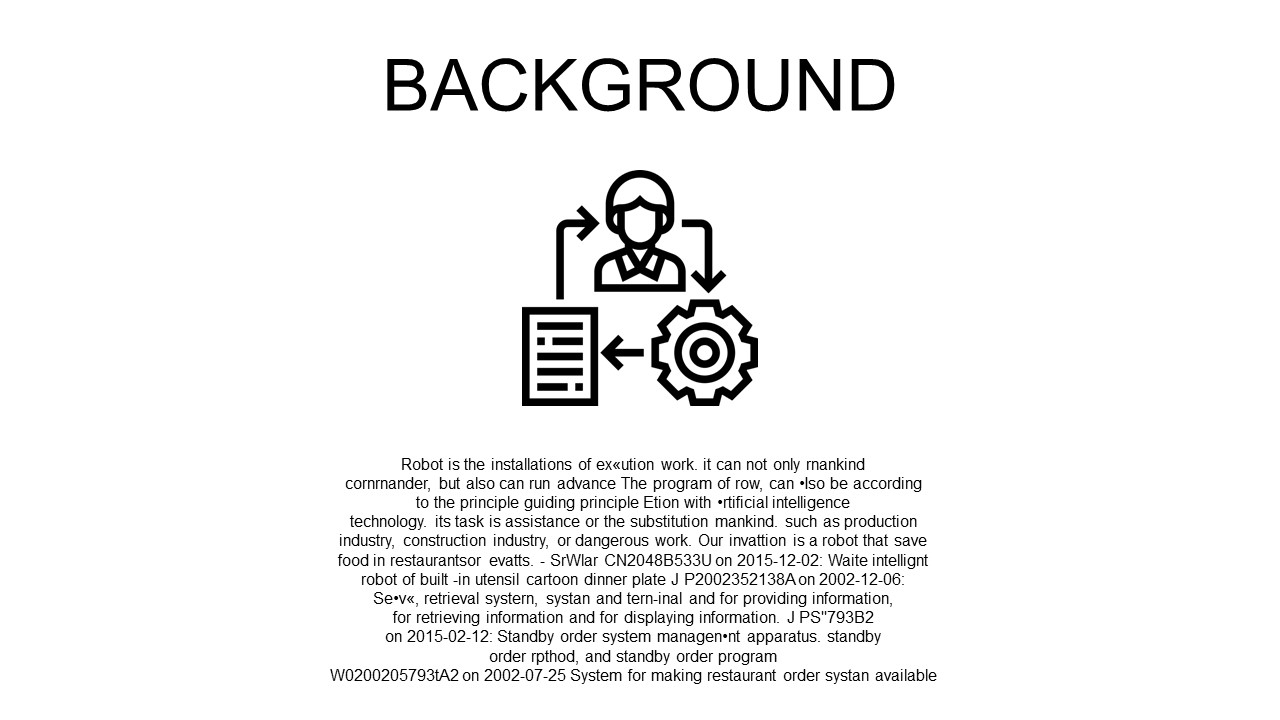 BACKGROUND
Robot is the installations of ex«ution work. it can not only rnankind
cornrnander, but also can run advance The program of row, can •lso be according
to the principle guiding principle Etion with •rtificial intelligence
technology. its task is assistance or the substitution mankind. such as production
industry, construction industry, or dangerous work. Our invattion is a robot that save
food in restaurantsor evatts. - SrWlar CN2048B533U on 2015-12-02: Waite intellignt
robot of built -in utensil cartoon dinner plate J P2002352138A on 2002-12-06:
Se•v«, retrieval systern, systan and tern-inal and for providing information,
for retrieving information and for displaying information. J PS"793B2
on 2015-02-12: Standby order system managen•nt apparatus. standby
order rpthod, and standby order program
W0200205793tA2 on 2002-07-25 System for making restaurant order systan available